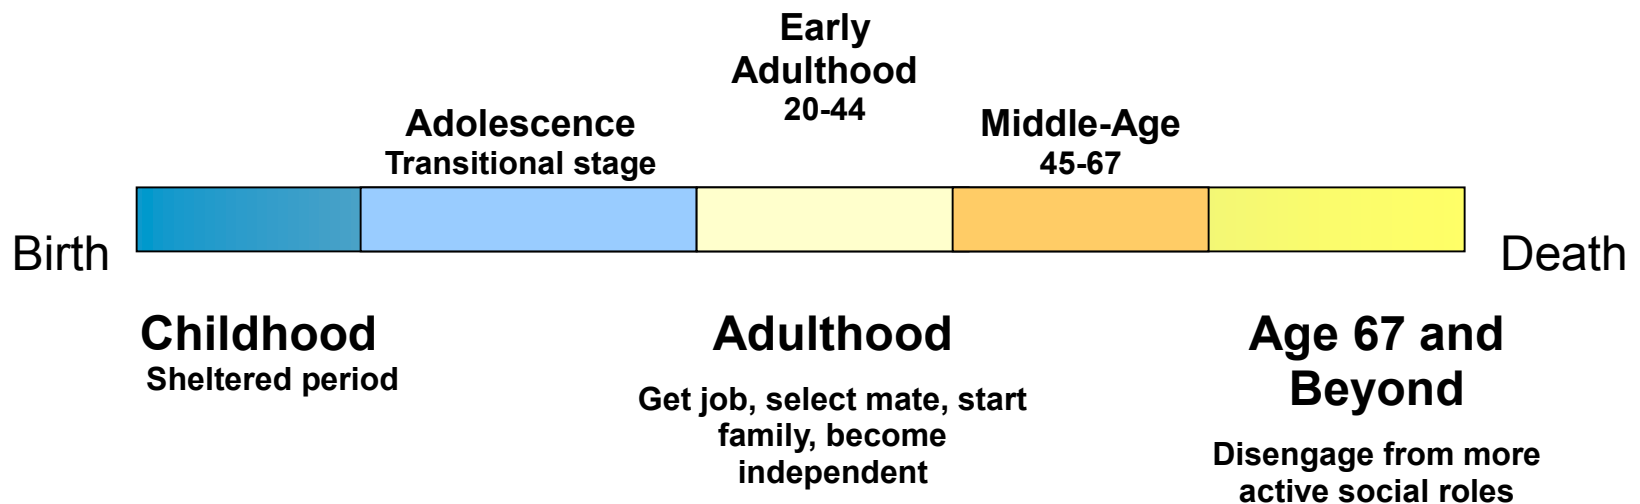 Early
Adulthood
20-44
Adolescence
Transitional stage
Middle-Age
45-67
Birth
Death
Childhood
Sheltered period
Adulthood
Get job, select mate, start
family, become
independent
Age 67 and
Beyond
Disengage from more
active social roles